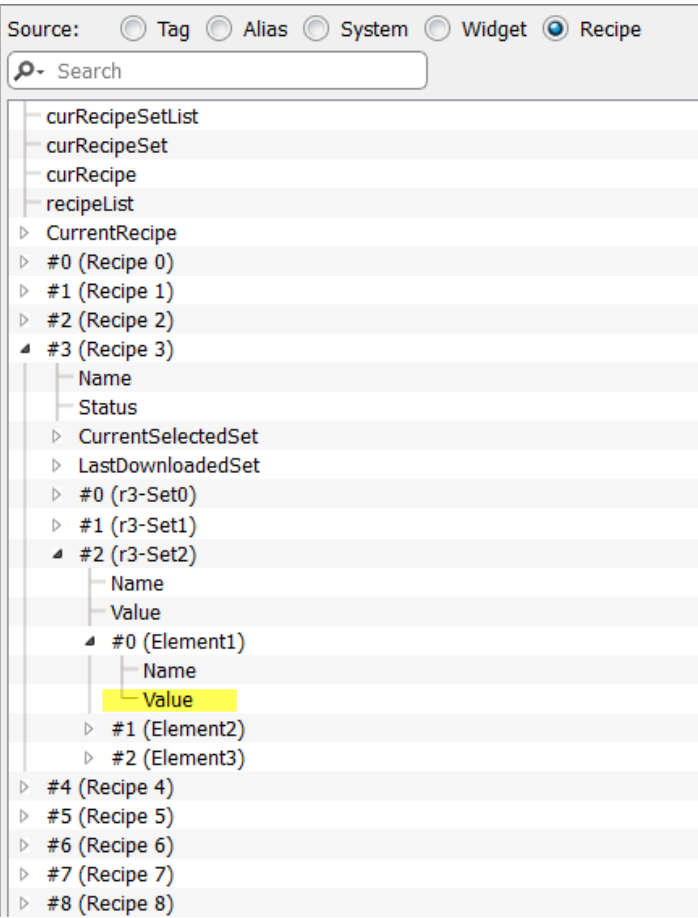 Source: Tag Alias System Widget Recipe
Search
curRecipeSetList
curRecipeSet
curRecipe
recipeList
CurrentRecipe
#0 (Recipe 0)
#1 (Recipe 1)
#2 (Recipe 2)
#3 (Recipe 3)
Name
Status
CurrentSelectedSet
LastDownloadedSet
#0 (r3-Set0)
#1 (r3-Set1)
#2 (r3-Set2)
Name
Value
#0 (Element1)
Name
Value
#1 (Element2)
#2 (Element3)
#4 (Recipe 4)
#5 (Recipe 5)
#6 (Recipe 6)
#7 (Recipe 7)
#8 (Recipe 8)